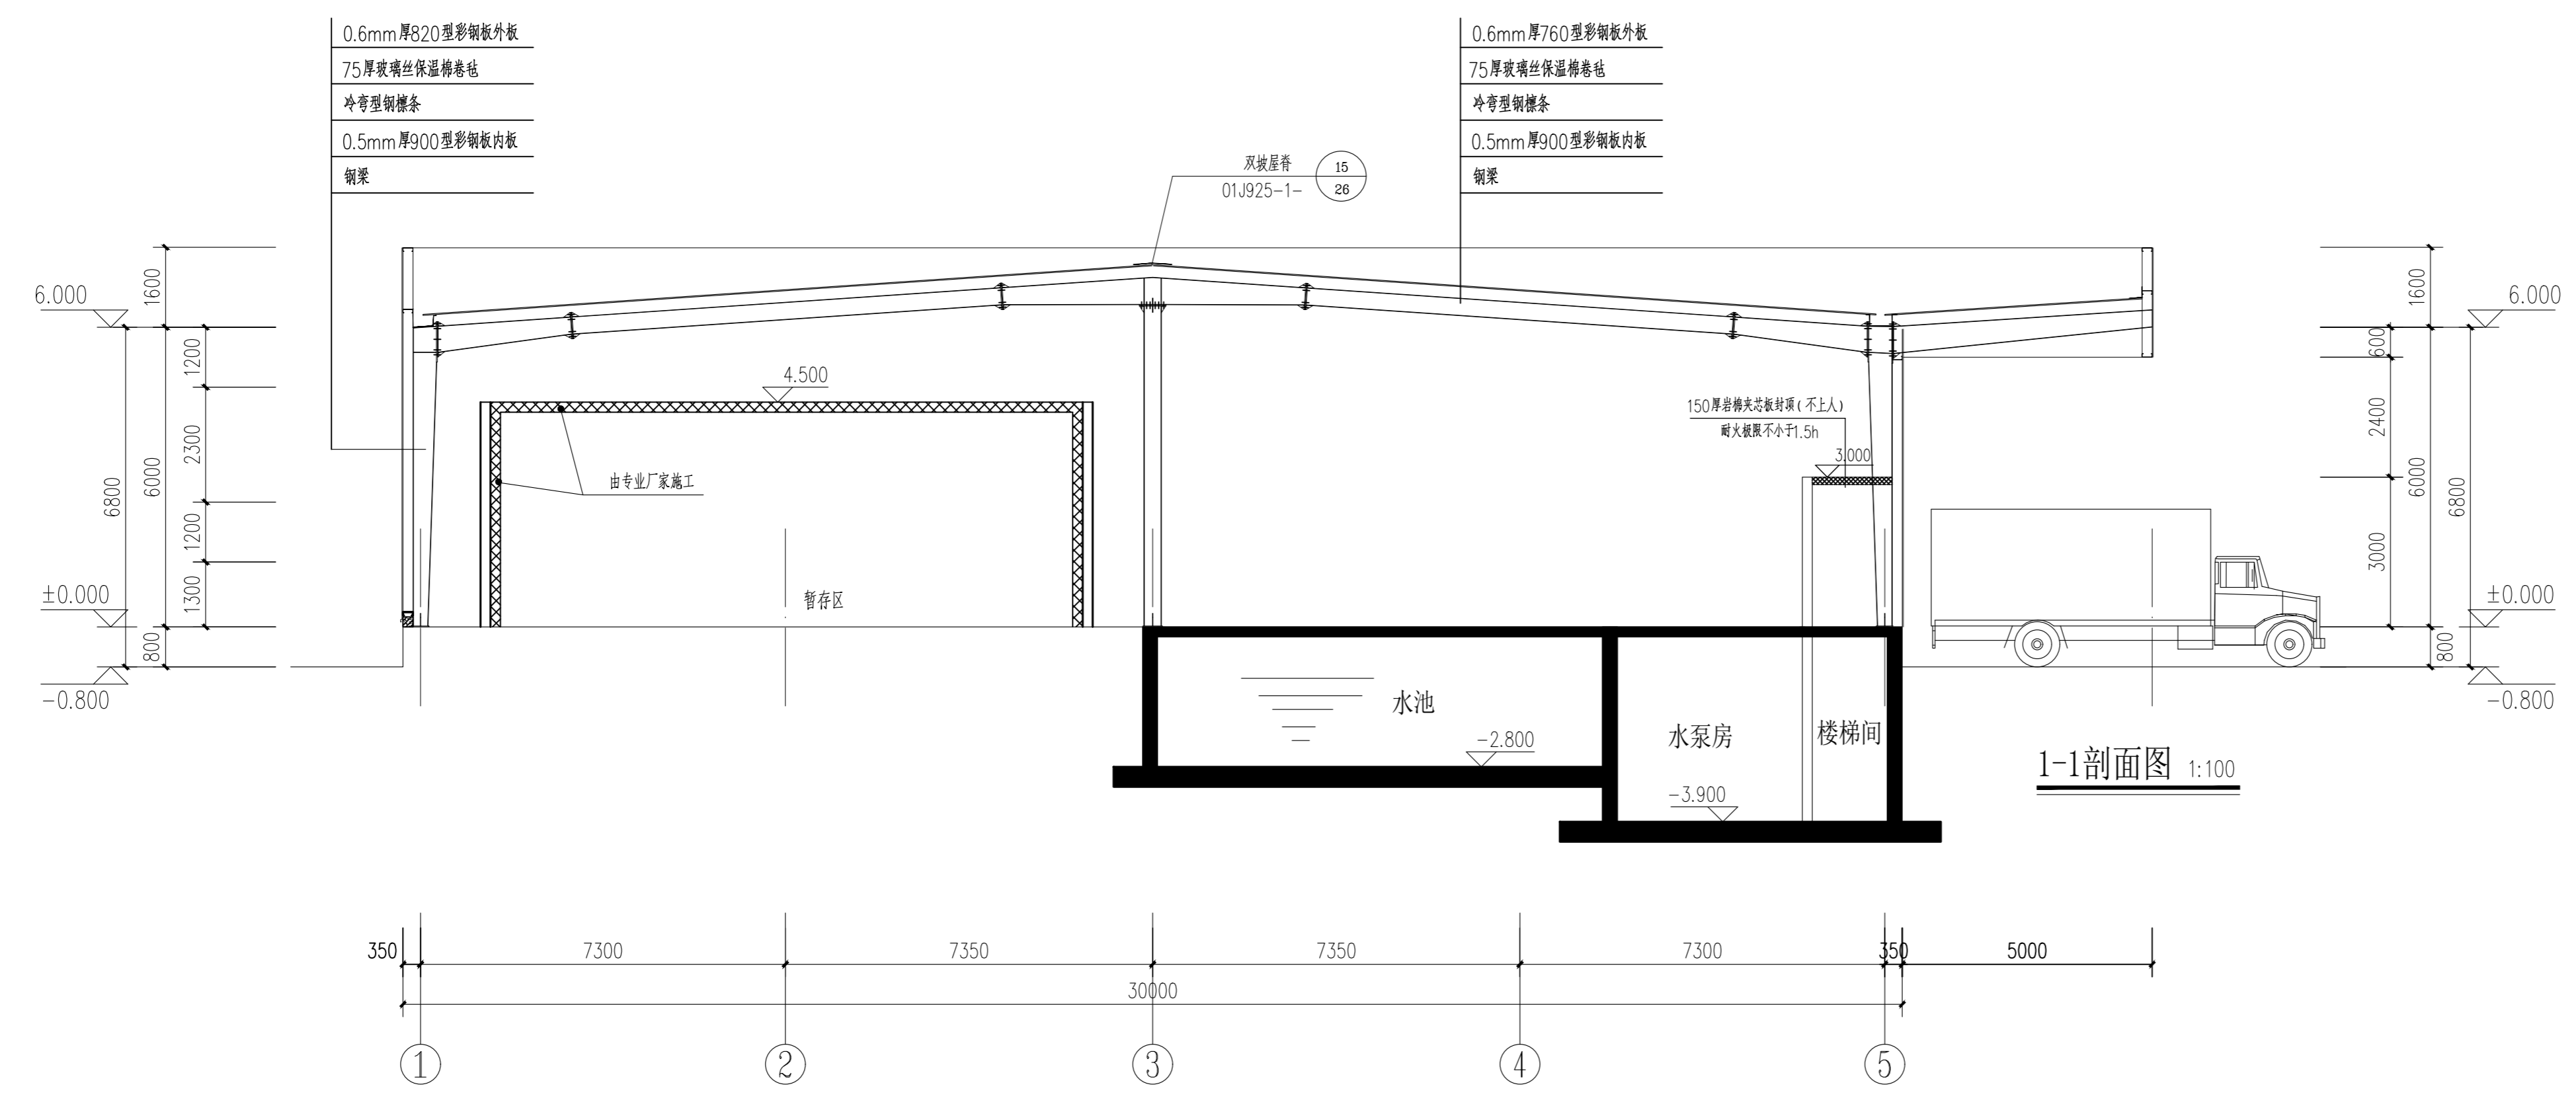 0.6mm厚820型彩钢板外板
75厚玻璃丝保温棉卷毡
冷弯型钢檩条
0.5mm厚900型彩钢板内板
钢梁
0.6mm厚760型彩钢板外板
75厚玻璃丝保温棉卷毡
冷弯型钢檩条
0.5mm厚900型彩钢板内板
钢梁
双坡屋脊
01J925-1-
15
26
6.000
1600
1200
2300
1200
1300
6000
6800
800
±0.000
-0.800
4.500
由专业厂家施工
暂存区
150厚岩棉夹芯板封顶(不上人)
耐火极限不小于1.5h
3.000
水池
-2.800
水泵房
楼梯间
-3.900
6.000
1600
600
2400
3000
6000
6800
800
±0.000
-0.800
1-1剖面图 1:100
350
7300
7350
7350
7300
350
5000
30000
1
2
3
4
5